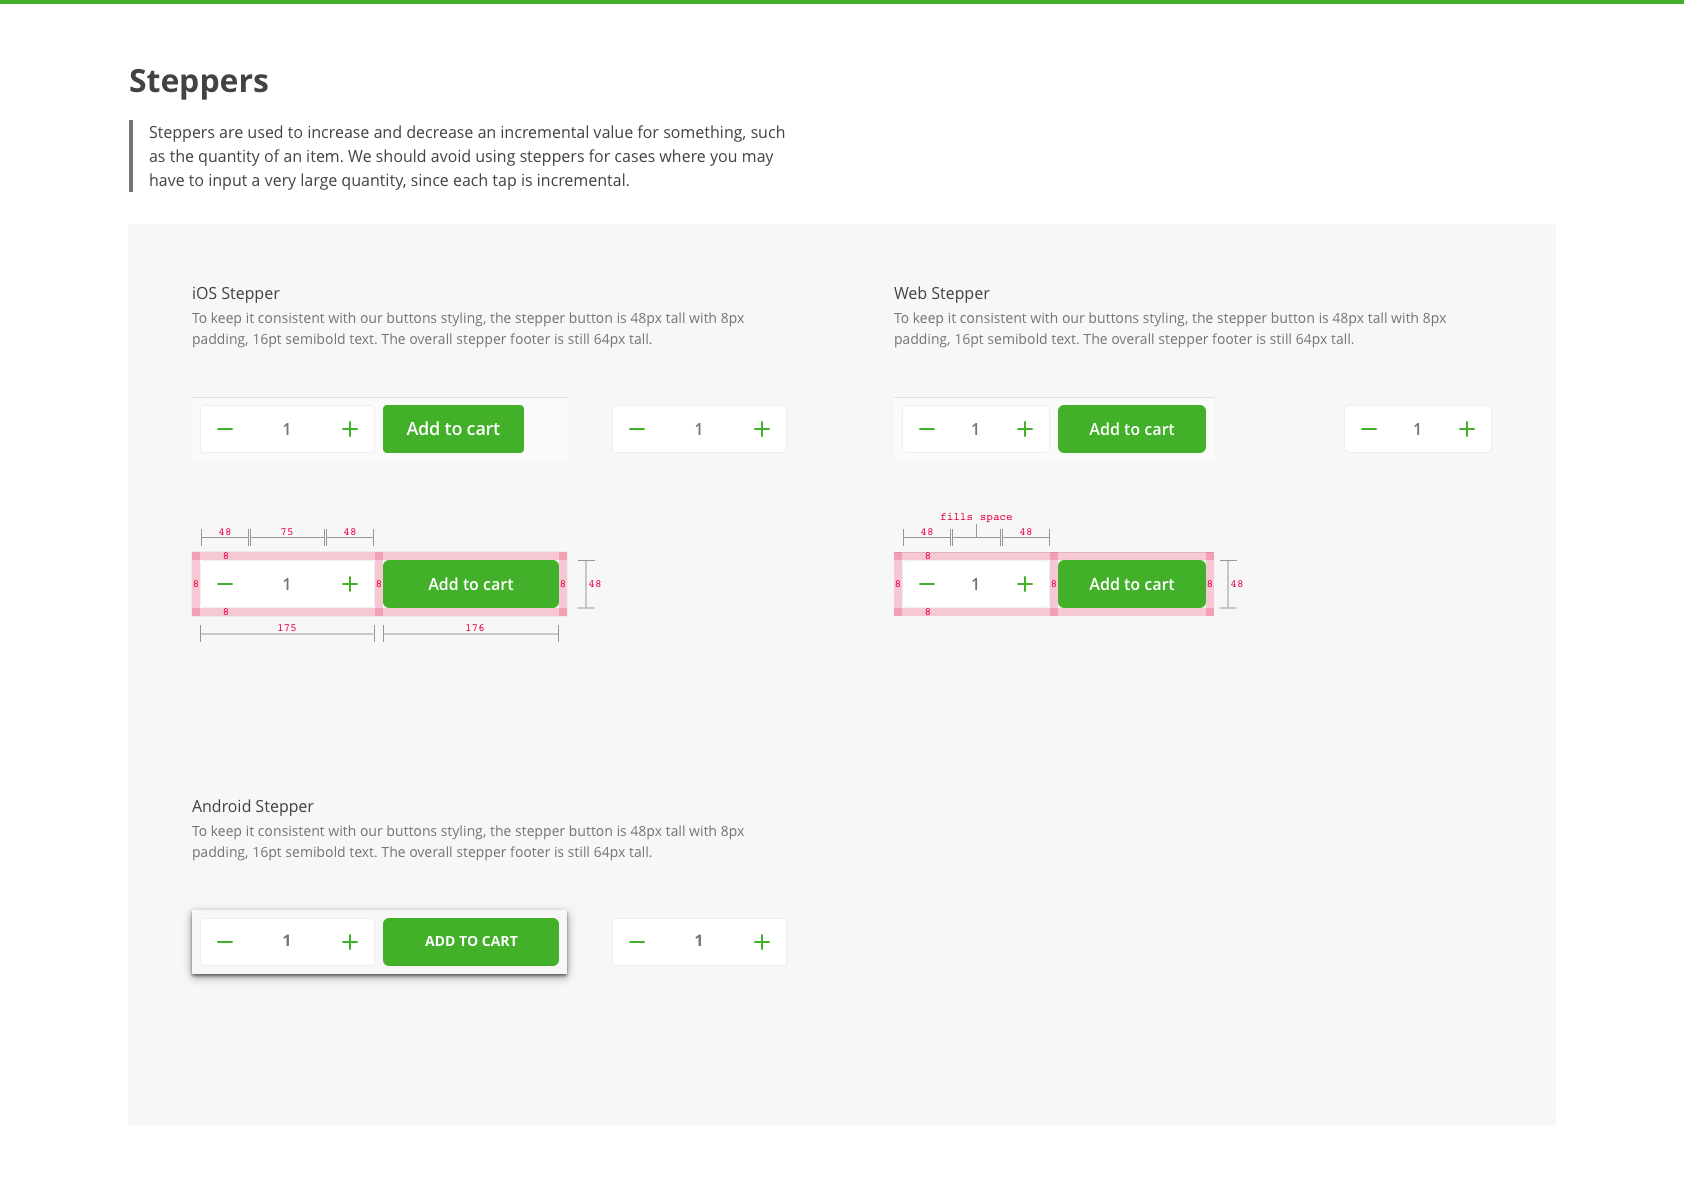 Steppers
Steppers are used to increase and decrease an incremental value for something, such
as the quantity of an item. We should avoid using steppers for cases where you may
have to input a very large quantity, since each tap is incremental.
iOS Stepper
To keep it consistent with our buttons styling, the stepper button is 48px tall with 8px
padding, 16pt semibold text. The overall stepper footer is still 64px tall.
1 Add to cart
1
48 75 48
8
8 1 8 Add to cart 8 48
8
175 176
Web Stepper
To keep it consistent with our buttons styling, the stepper button is 48px tall with 8px
padding, 16pt semibold text. The overall stepper footer is still 64px tall.
1 Add to cart
1
fills space
48 48
8
8 1 8 Add to cart 8 48
8
Android Stepper
To keep it consistent with our buttons styling, the stepper button is 48px tall with 8px
padding, 16pt semibold text. The overall stepper footer is still 64px tall.
1 ADD TO CART
1